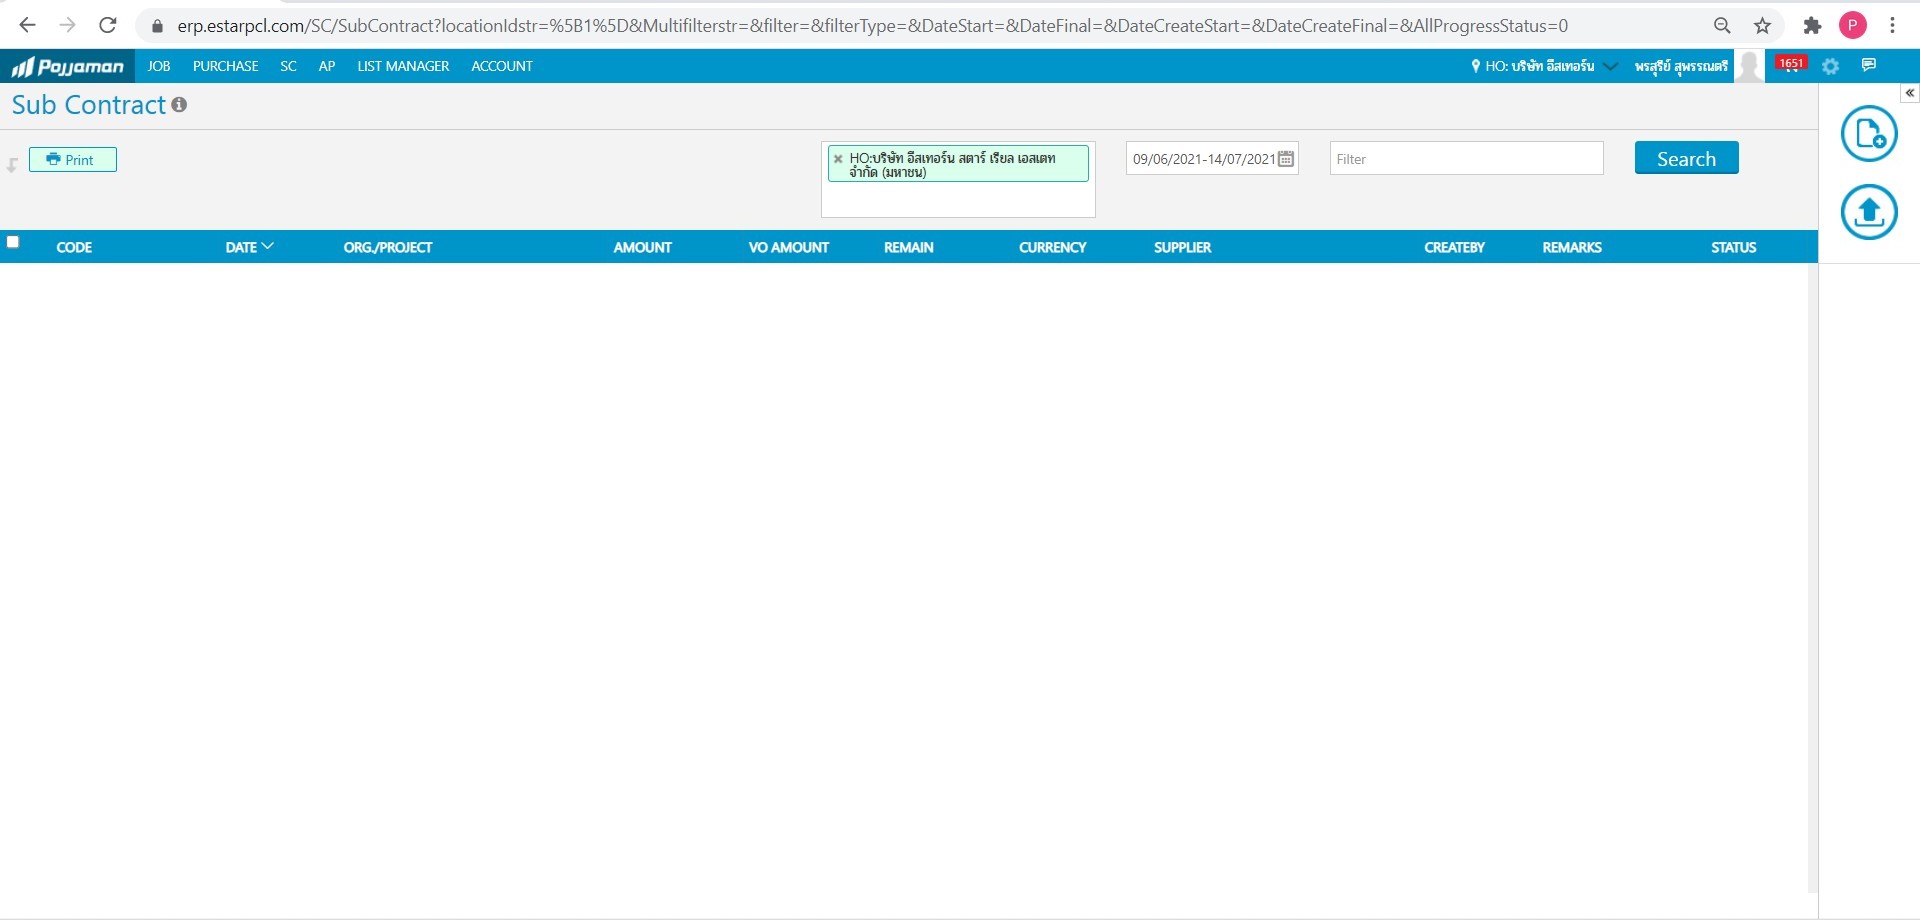 erp.estarpcl.com/SC/SubContract?locationIdstr=%5B1%5D&Multifilterstr=&filter=&filterType=&DateStart=&DateFinal=&DateCreateStart=&DateCreateFinal=&AllProgressStatus=0
P
Pojjaman JOB PURCHASE SC AP LIST MANAGER ACCOUNT HO: บริษัท อีสเทอร์น พรสุรีย์ สุพรรณตรี 1651
Sub Contract
Print
HO:บริษัท อีสเทอร์น สตาร์ เรียล เอสเตท
จำกัด (มหาชน)
09/06/2021-14/07/2021
Filter
Search
CODE DATE ORG./PROJECT AMOUNT VO AMOUNT REMAIN CURRENCY SUPPLIER CREATEBY REMARKS STATUS